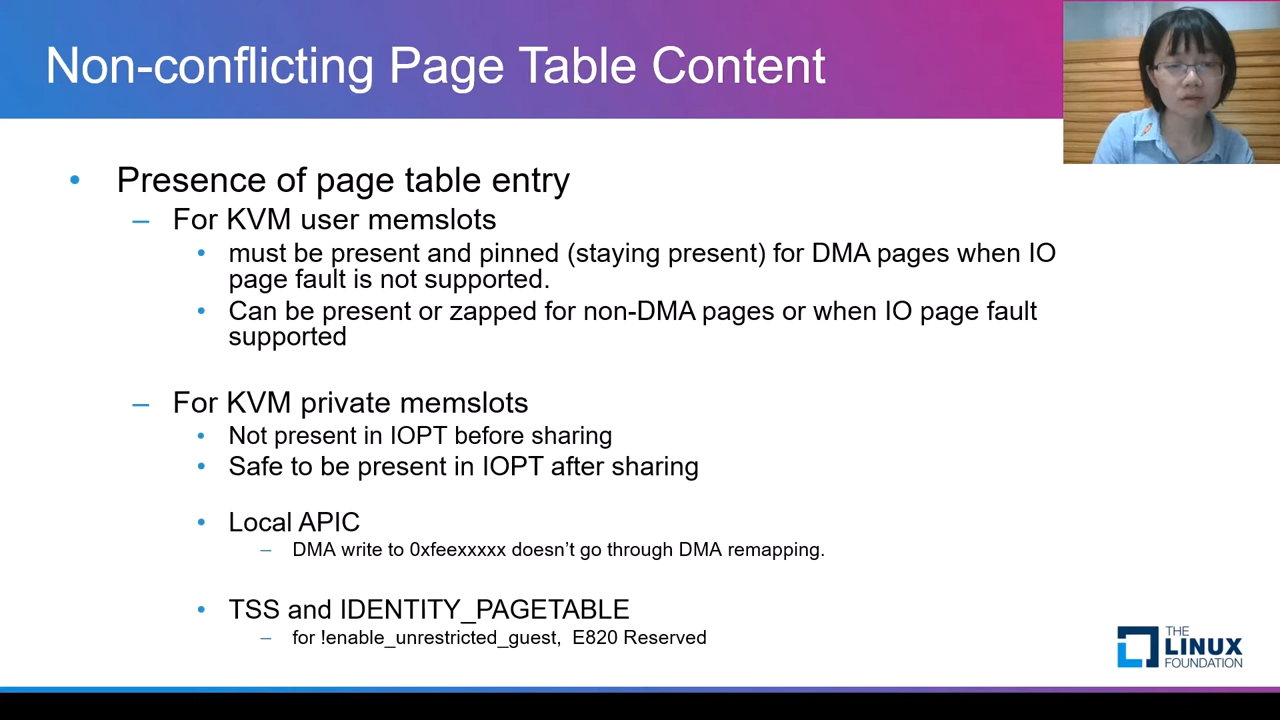 Non-conflicting Page Table Content
• Presence of page table entry
– For KVM user memslots
• must be present and pinned (staying present) for DMA pages when IO
page fault is not supported.
• Can be present or zapped for non-DMA pages or when IO page fault
supported
– For KVM private memslots
• Not present in IOPT before sharing
• Safe to be present in IOPT after sharing
• Local APIC
– DMA write to 0xfeexxxxx doesn’t go through DMA remapping.
• TSS and IDENTITY_PAGETABLE
– for !enable_unrestricted_guest, E820 Reserved
THE
LINUX
FOUNDATION